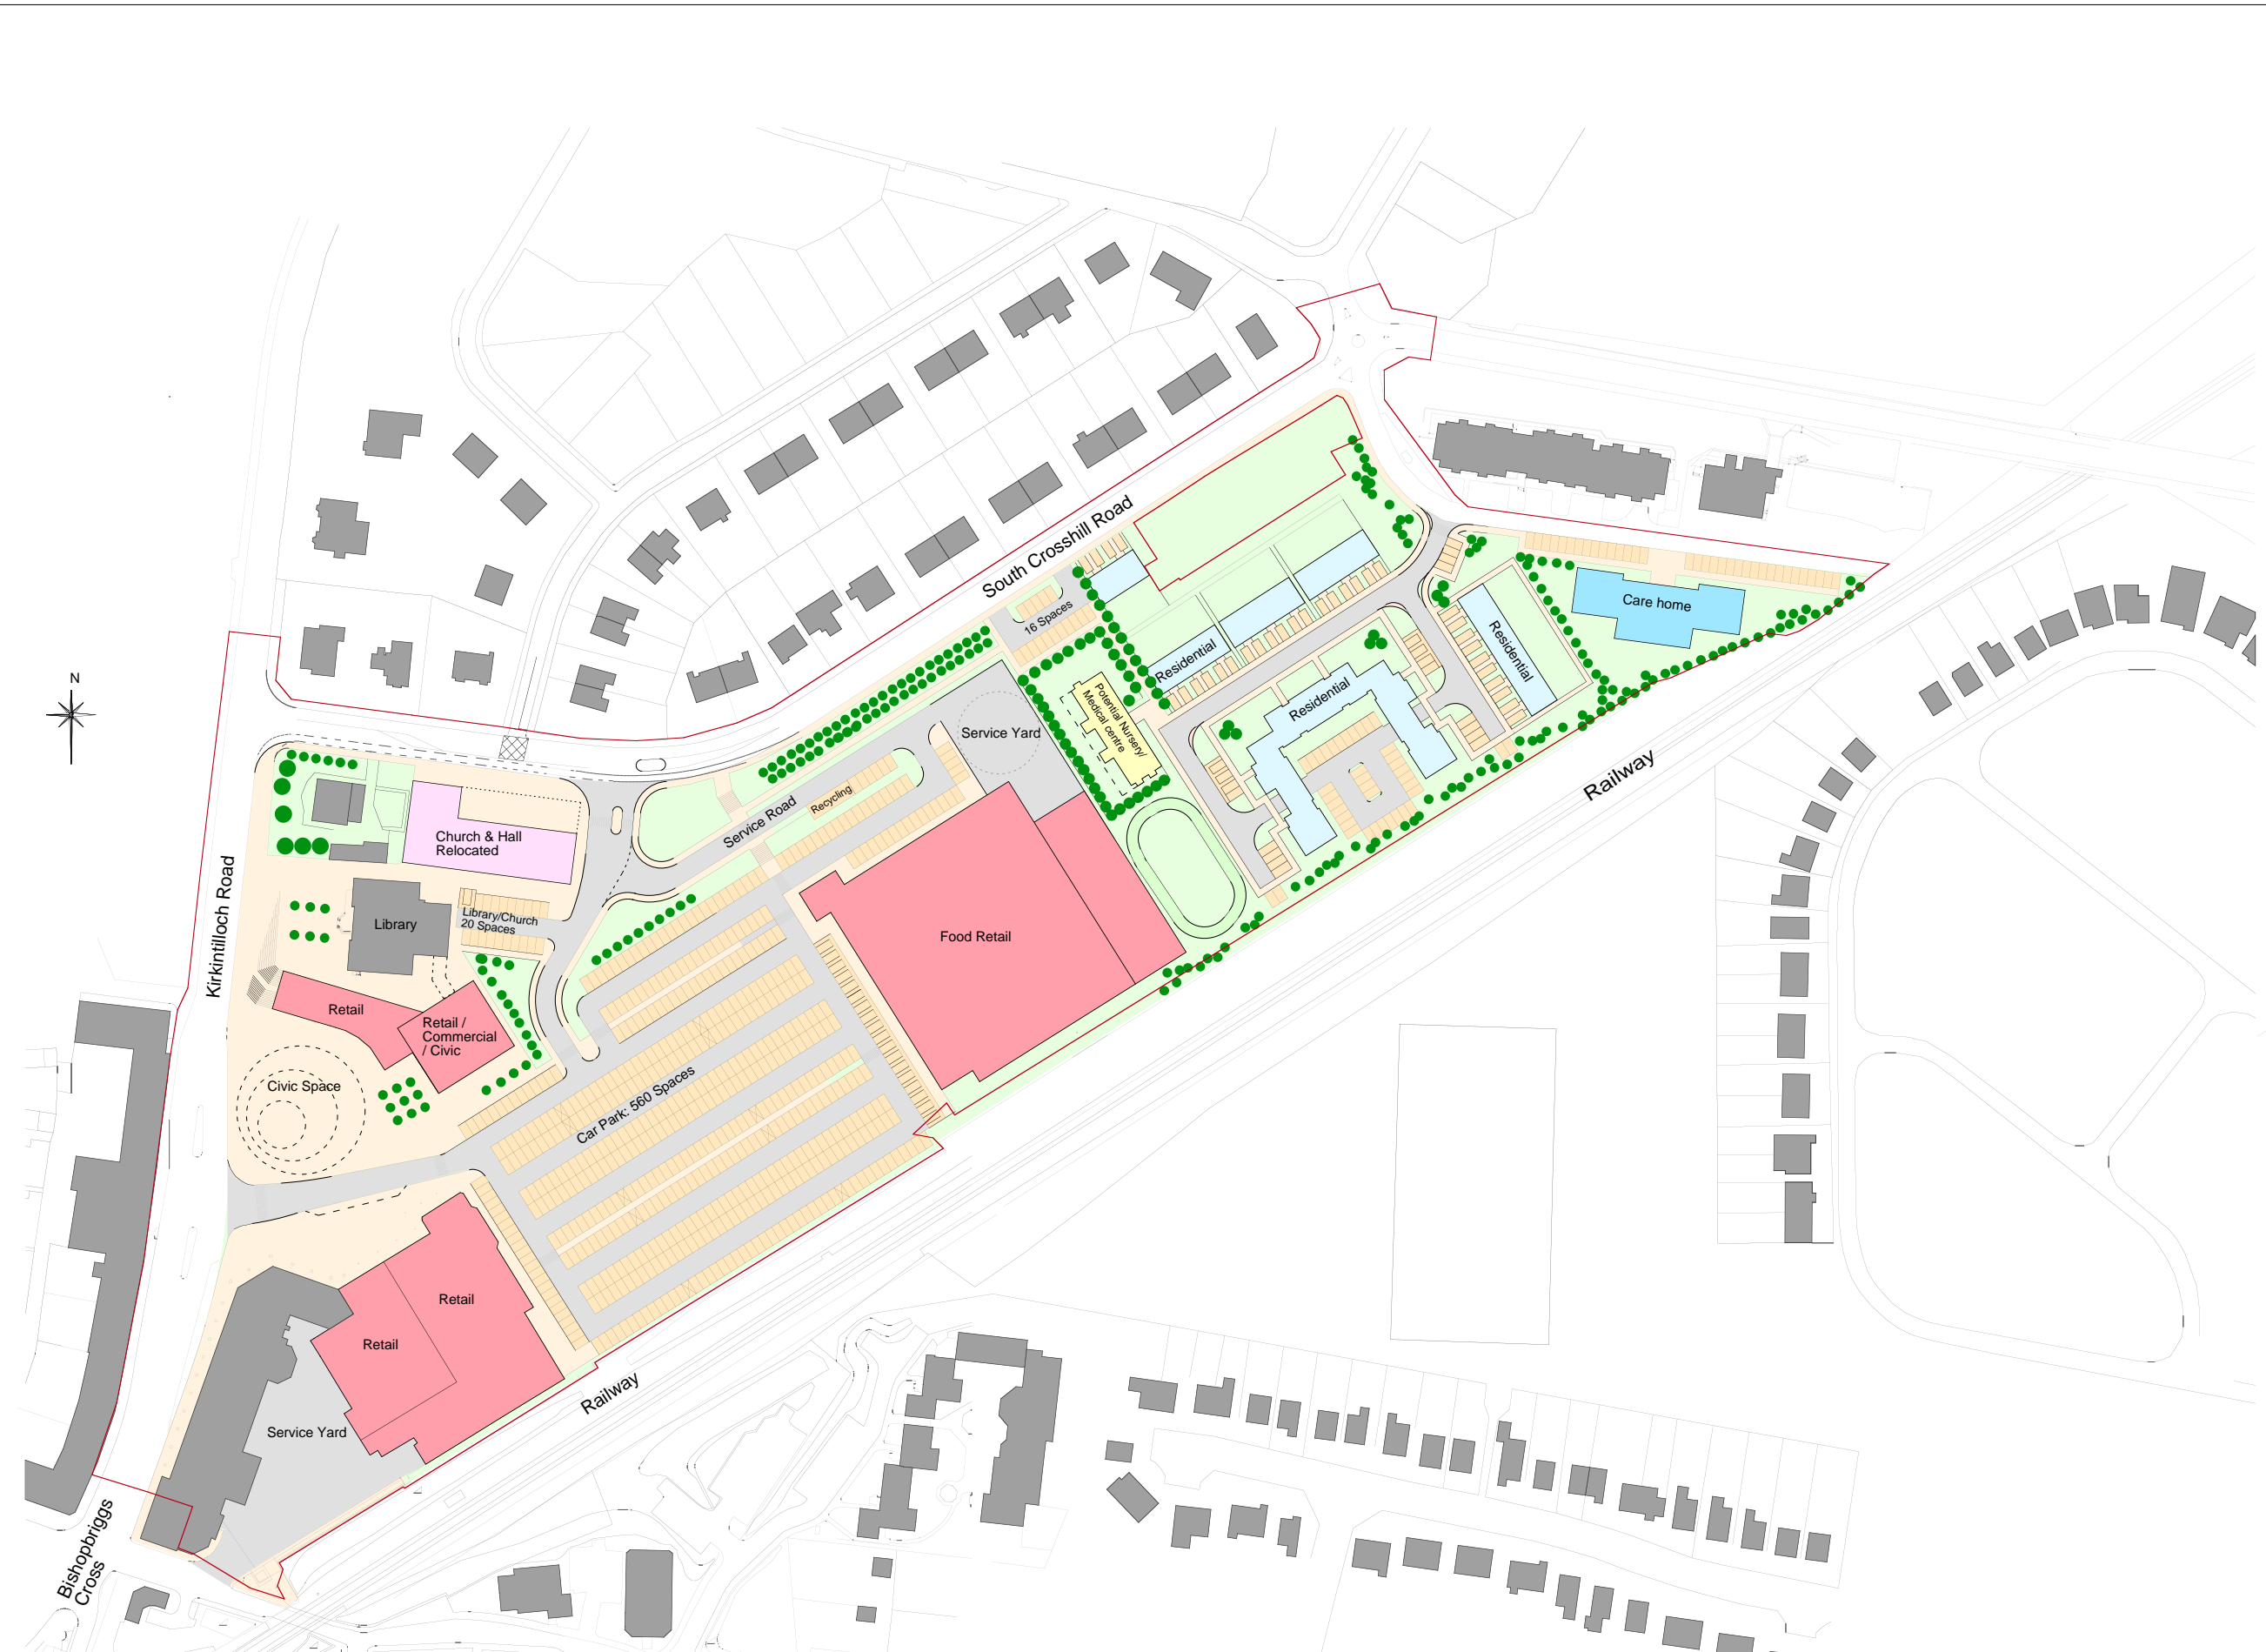 N
South Crosshill Road
16 Spaces
Residential
Potential Nursery/
Medical centre
Residential
Residential
Care home
Service Yard
Railway
Recycling
Service Road
Church & Hall
Relocated
Kirkintilloch Road
Library
Library/Church
20 Spaces
Food Retail
Retail
Retail /
Commercial
/ Civic
Civic Space
Car Park: 560 Spaces
Retail
Retail
Service Yard
Railway
Bishopbriggs
Cross